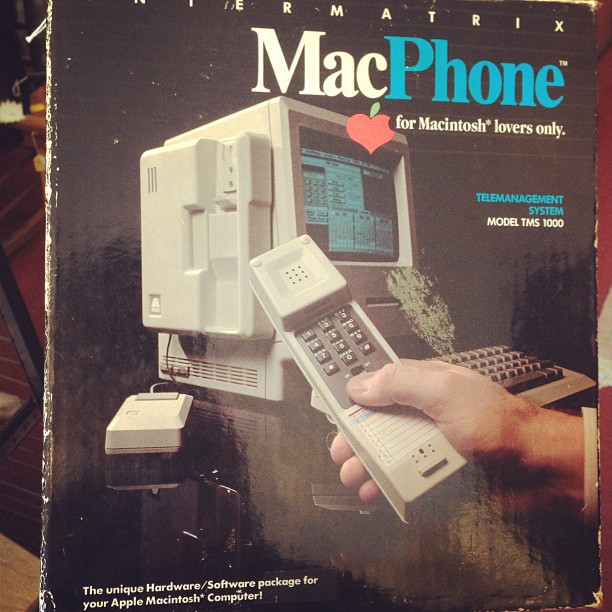 INTERMATRIX
MacPhone™
for Macintosh* lovers only.
TELEMANAGEMENT
SYSTEM
MODEL TMS 1000
The unique Hardware/Software package for
your Apple Macintosh* Computer!